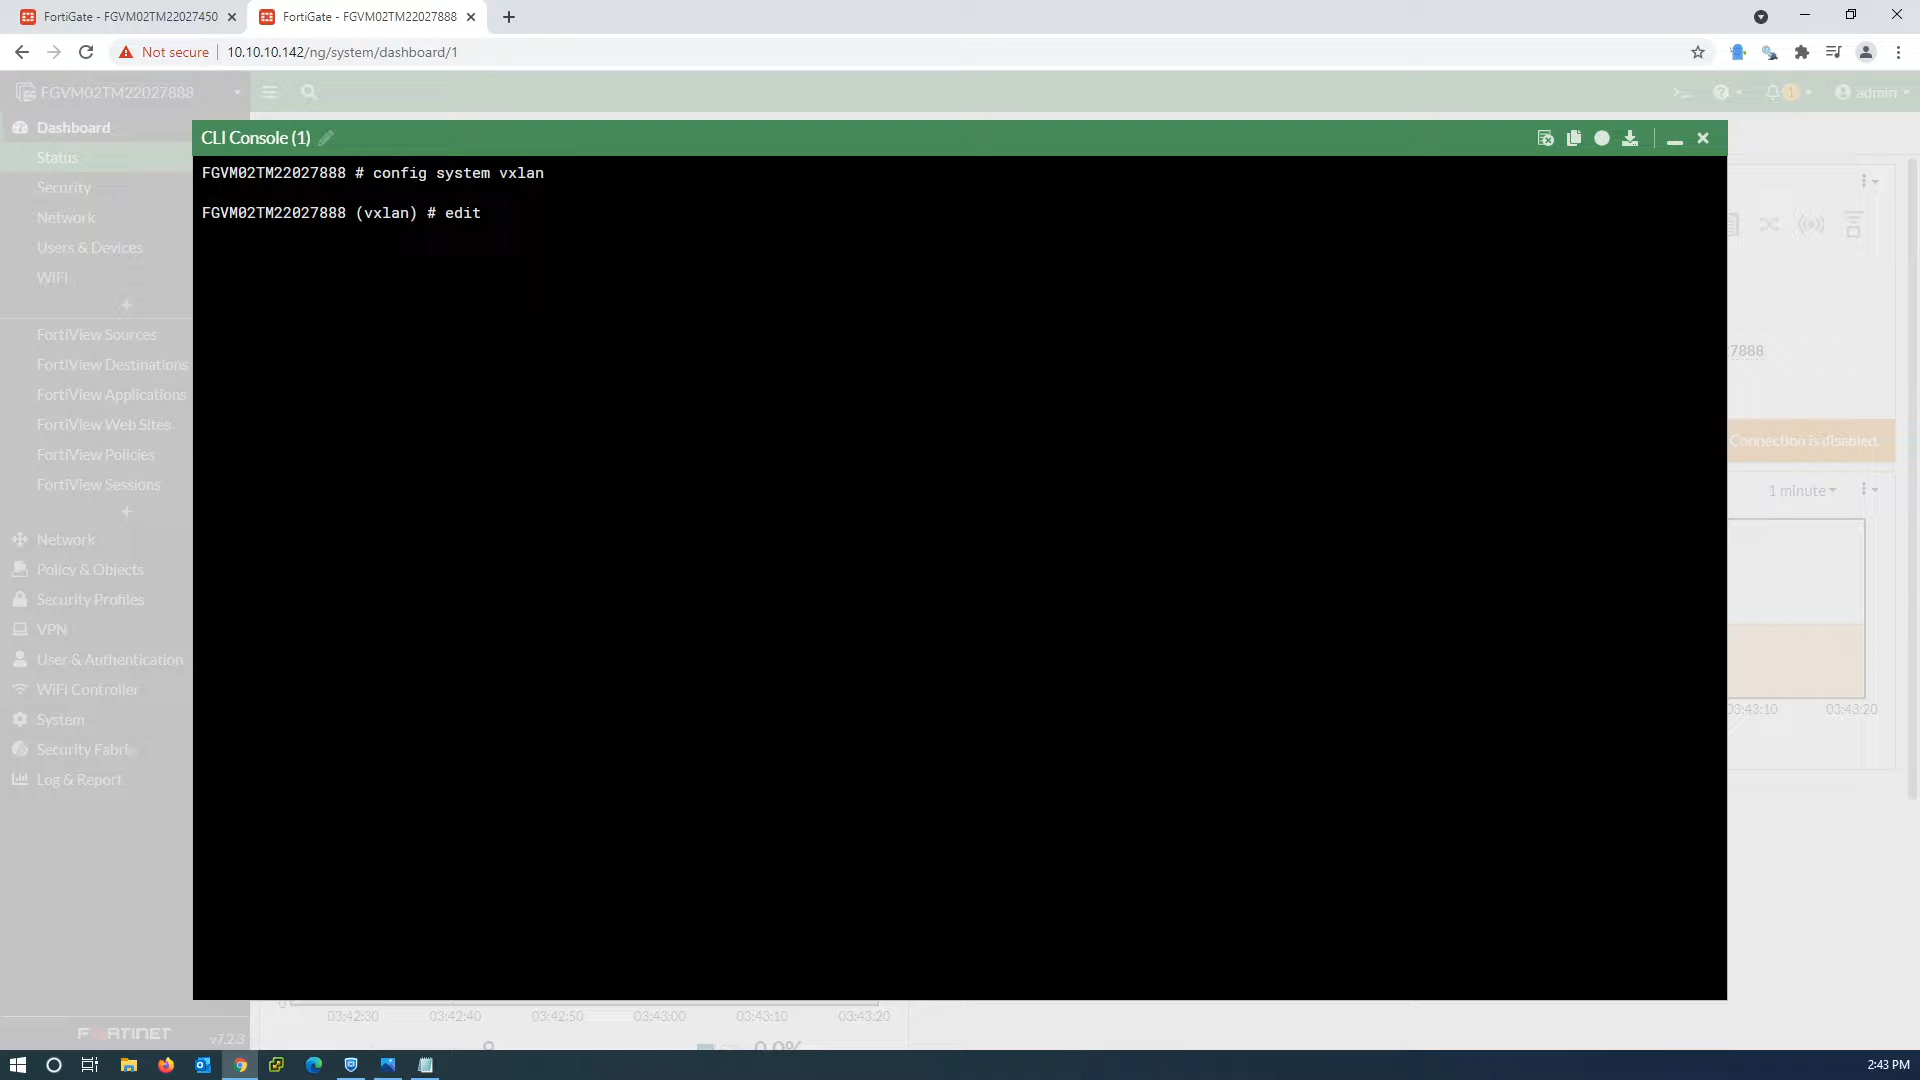 FortiGate - FGVM02TM22027450
FortiGate - FGVM02TM22027888
Not secure
10.10.10.142/ng/system/dashboard/1
FGVM02TM22027888
1
admin
Dashboard
Status
Security
Network
Users & Devices
WiFi
FortiView Sources
FortiView Destinations
FortiView Applications
FortiView Web Sites
FortiView Policies
FortiView Sessions
Network
Policy & Objects
Security Profiles
VPN
User & Authentication
WiFi Controller
System
Security Fabri
Log & Report
FORTINET
v7.2.3
CLI Console (1)
FGVM02TM22027888 # config system vxlan
FGVM02TM22027888 (vxlan) # edit
7888
Connection is disabled.
1 minute
03:43:10
03:43:20
0
03:42:30
03:42:40
03:42:50
03:43:00
03:43:10
03:43:20
0.0%
2:43 PM